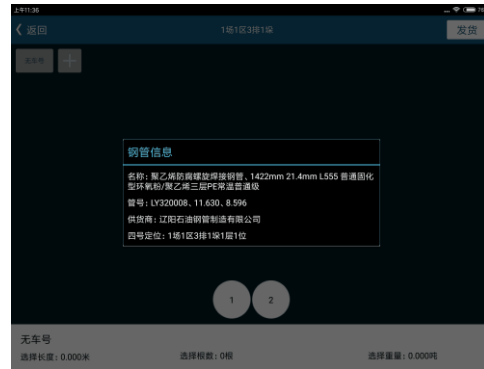 上午11:36
... 78
返回
1场1区3排1垛
发货
无车号
钢管信息
名称：聚乙烯防腐螺旋焊接钢管、1422mm 21.4mm L555 普通固化
型环氧粉/聚乙烯三层PE常温普通级
管号：LY320008、11.630、8.596
供货商：辽阳石油钢管制造有限公司
四号定位：1场1区3排1垛1层1位
1
2
无车号
选择长度：0.000米
选择根数：0根
选择重量：0.000吨